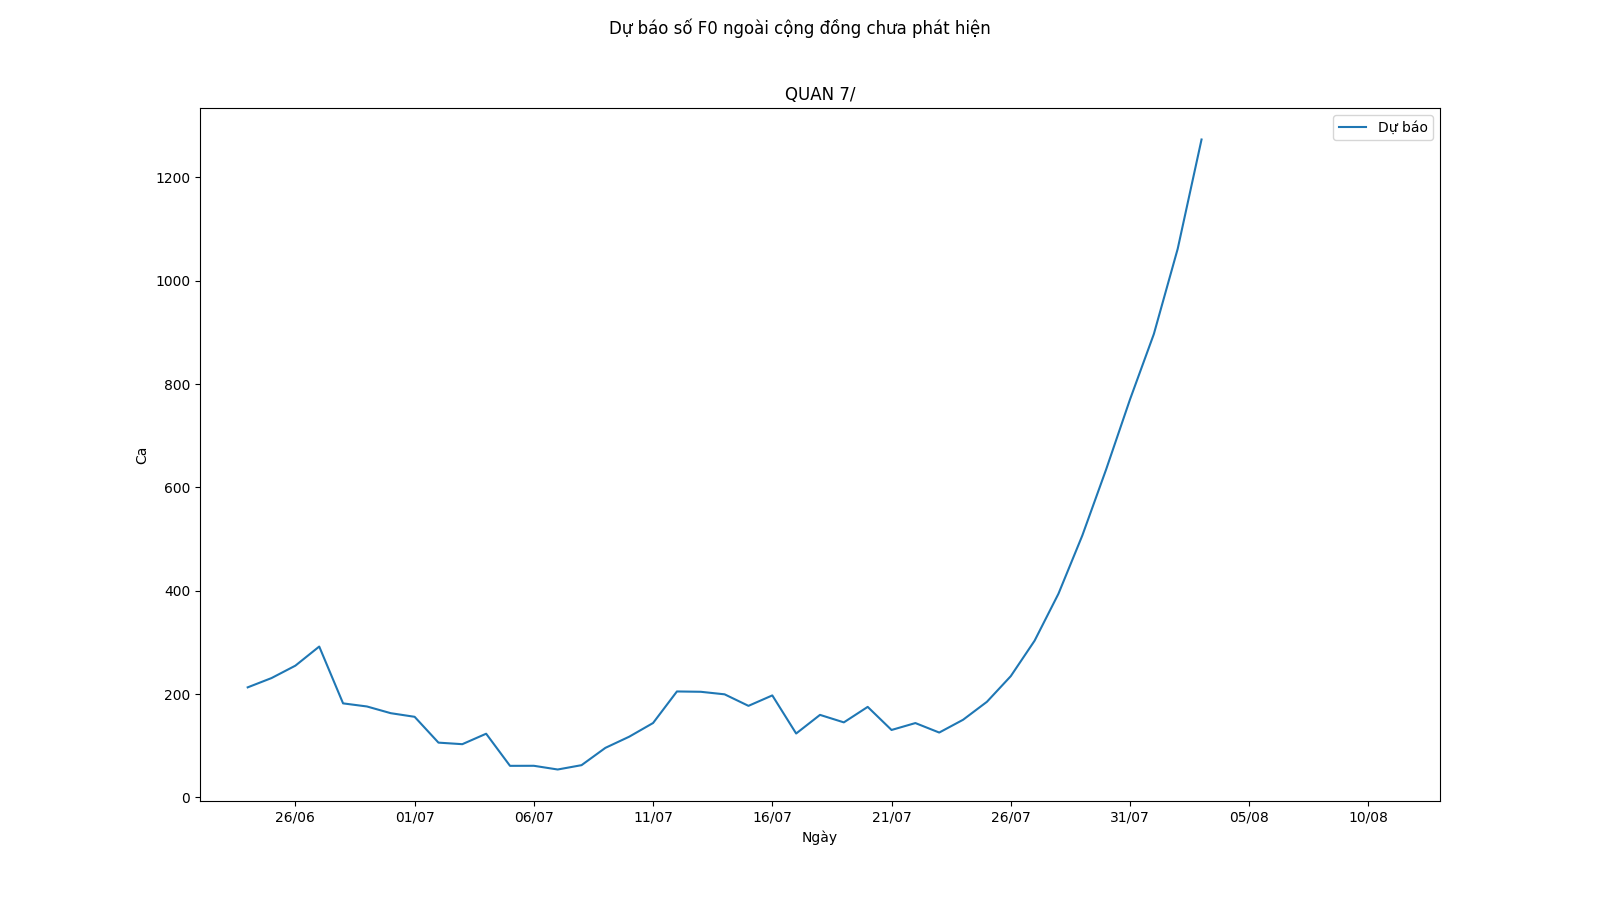 Dự báo số F0 ngoài cộng đồng chưa phát hiện
QUAN 7/
Dự báo
1200
1000
800
600
400
200
0
Ca
26/06 01/07 06/07 11/07 16/07 21/07 26/07 31/07 05/08 10/08
Ngày